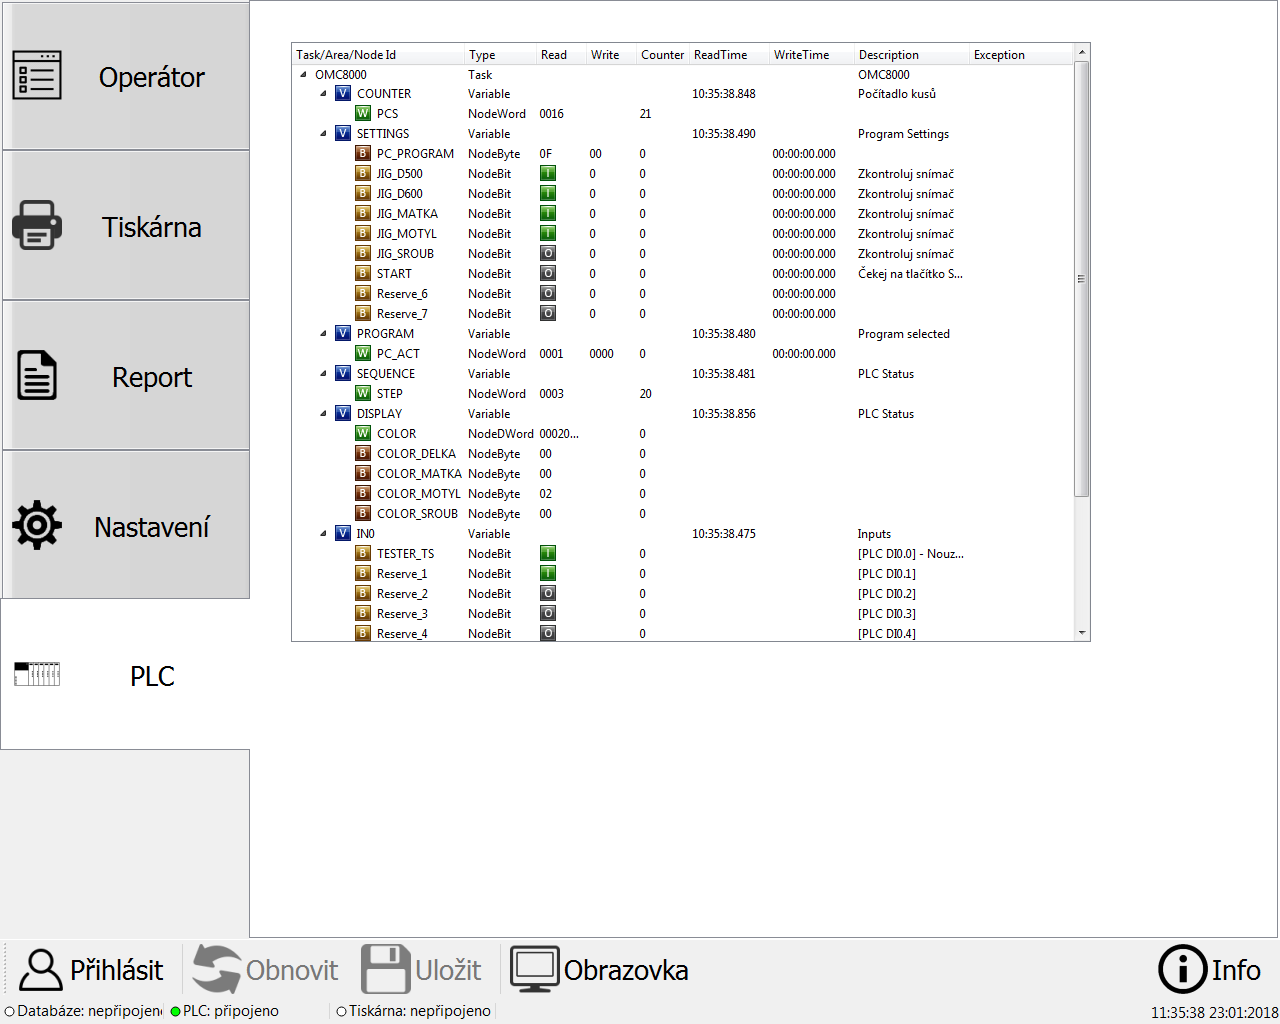 Operátor
Tiskárna
Report
Nastavení
PLC
Task/Area/Node Id Type Read Write Counter ReadTime WriteTime Description Exception
OMC8000 Task OMC8000
V COUNTER Variable 10:35:38.848 Počítadlo kusů
W PCS NodeWord 0016 21
V SETTINGS Variable 10:35:38.490 Program Settings
B PC_PROGRAM NodeByte 0F 00 0 00:00:00.000
B JIG_D500 NodeBit I 0 0 00:00:00.000 Zkontroluj snímač
B JIG_D600 NodeBit I 0 0 00:00:00.000 Zkontroluj snímač
B JIG_MATKA NodeBit I 0 0 00:00:00.000 Zkontroluj snímač
B JIG_MOTYL NodeBit I 0 0 00:00:00.000 Zkontroluj snímač
B JIG_SROUB NodeBit O 0 0 00:00:00.000 Zkontroluj snímač
B START NodeBit O 0 0 00:00:00.000 Čekej na tlačítko S...
B Reserve_6 NodeBit O 0 0 00:00:00.000
B Reserve_7 NodeBit O 0 0 00:00:00.000
V PROGRAM Variable 10:35:38.480 Program selected
W PC_ACT NodeWord 0001 0000 0 00:00:00.000
V SEQUENCE Variable 10:35:38.481 PLC Status
W STEP NodeWord 0003 20
V DISPLAY Variable 10:35:38.856 PLC Status
W COLOR NodeDWord 00020... 0
B COLOR_DELKA NodeByte 00 0
B COLOR_MATKA NodeByte 00 0
B COLOR_MOTYL NodeByte 02 0
B COLOR_SROUB NodeByte 00 0
V IN0 Variable 10:35:38.475 Inputs
B TESTER_TS NodeBit I 0 [PLC DI0.0] - Nouz...
B Reserve_1 NodeBit I 0 [PLC DI0.1]
B Reserve_2 NodeBit O 0 [PLC DI0.2]
B Reserve_3 NodeBit O 0 [PLC DI0.3]
B Reserve_4 NodeBit O 0 [PLC DI0.4]
Přihlásit Obnovit Uložit Obrazovka Info
Databáze: nepřipojen PLC: připojeno Tiskárna: nepřipojeno 11:35:38 23:01:2018